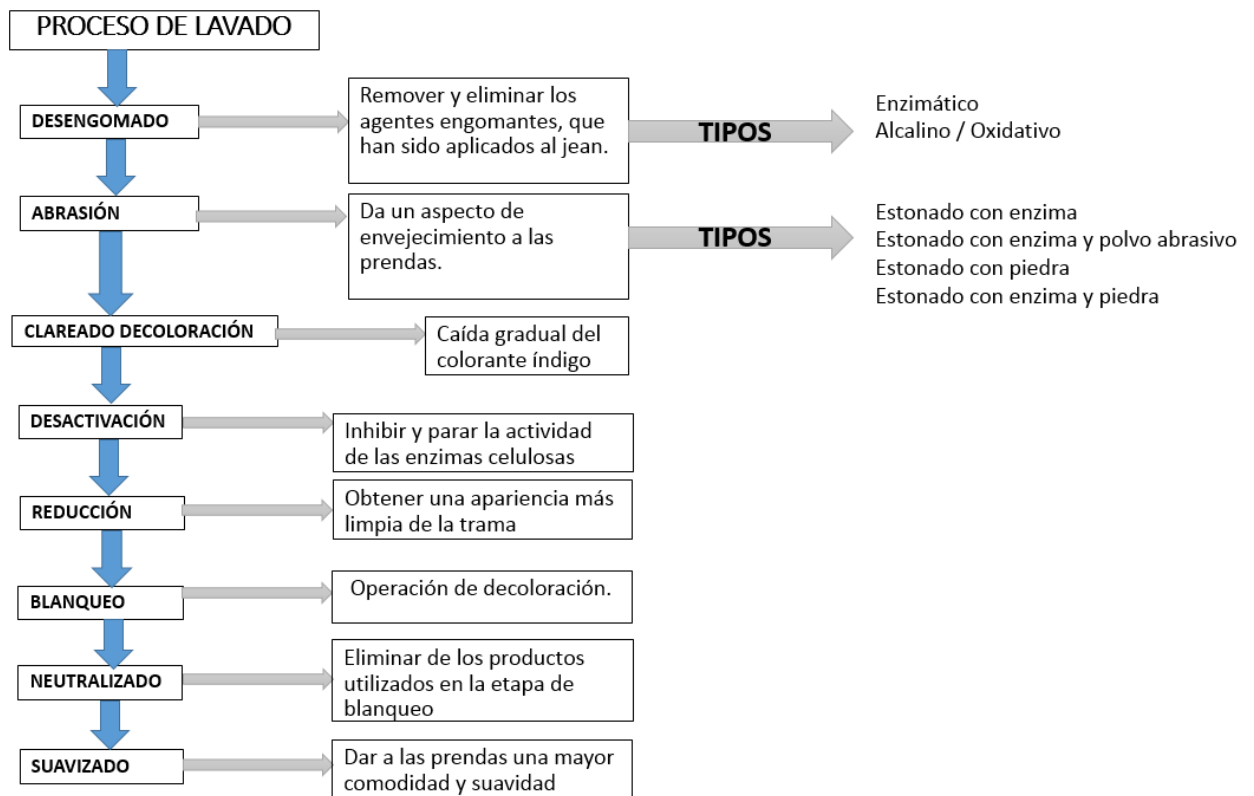 PROCESO DE LAVADO
DESENGOMADO
Remover y eliminar los
agentes engomantes, que
han sido aplicados al jean.
TIPOS
Enzimático
Alcalino / Oxidativo
ABRASIÓN
Da un aspecto de
envejecimiento a las
prendas.
TIPOS
Estonado con enzima
Estonado con enzima y polvo abrasivo
Estonado con piedra
Estonado con enzima y piedra
CLAREADO DECOLORACIÓN
Caída gradual del
colorante índigo
DESACTIVACIÓN
Inhibir y parar la actividad
de las enzimas celulosas
REDUCCIÓN
Obtener una apariencia más
limpia de la trama
BLANQUEO
Operación de decoloración.
NEUTRALIZADO
Eliminar de los productos
utilizados en la etapa de
blanqueo
SUAVIZADO
Dar a las prendas una mayor
comodidad y suavidad